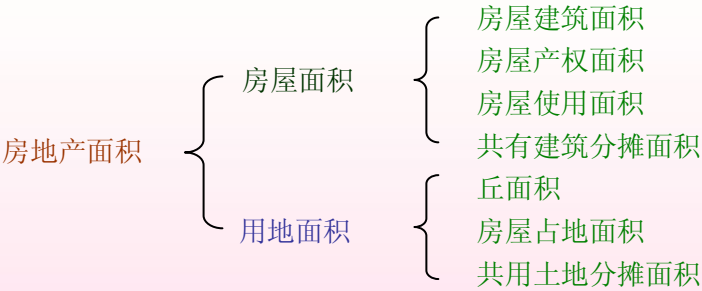 房地产面积
房屋面积
房屋建筑面积
房屋产权面积
房屋使用面积
共有建筑分摊面积
用地面积
丘面积
房屋占地面积
共用土地分摊面积